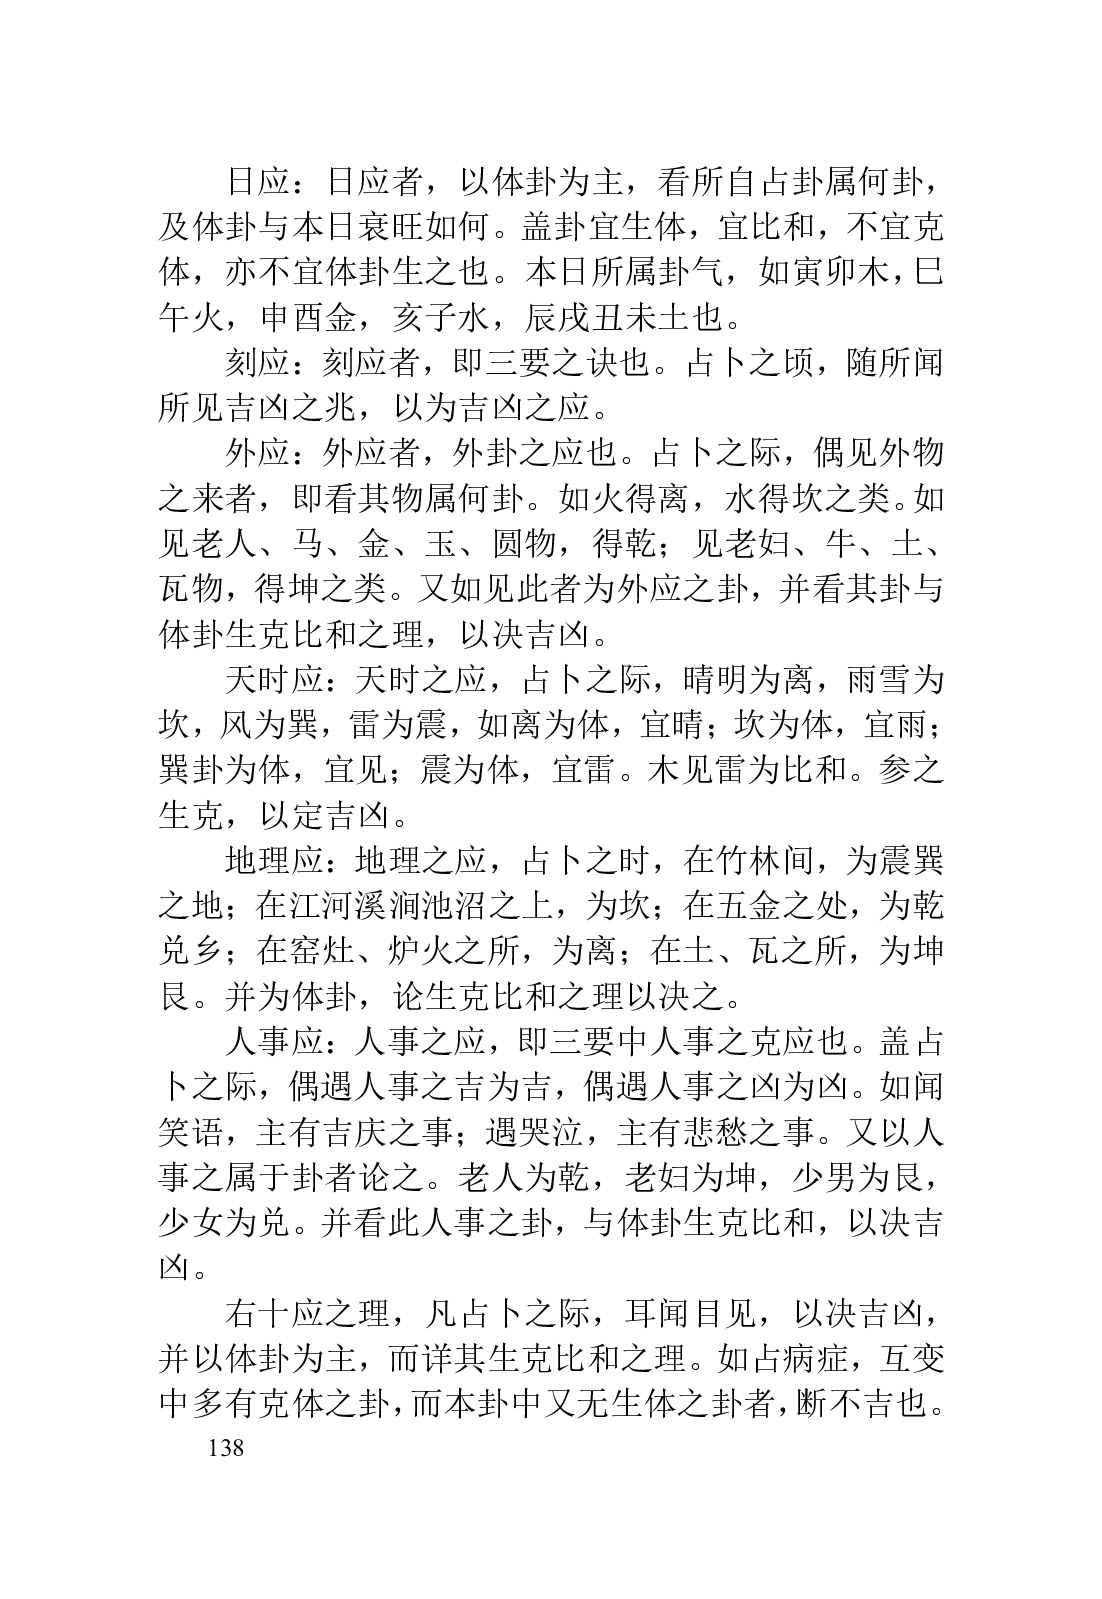 日应：日应者，以体卦为主，看所自占卦属何卦，
及体卦与本日衰旺如何。盖卦宜生体，宜比和，不宜克
体，亦不宜体卦生之也。本日所属卦气，如寅卯木，巳
午火，申酉金，亥子水，辰戌丑未土也。
刻应：刻应者，即三要之诀也。占卜之顷，随所闻
所见吉凶之兆，以为吉凶之应。
外应：外应者，外卦之应也。占卜之际，偶见外物
之来者，即看其物属何卦。如火得离，水得坎之类。如
见老人、马、金、玉、圆物，得乾；见老妇、牛、土、
瓦物，得坤之类。又如见此者为外应之卦，并看其卦与
体卦生克比和之理，以决吉凶。
天时应：天时之应，占卜之际，晴明为离，雨雪为
坎，风为巽，雷为震，如离为体，宜晴；坎为体，宜雨；
巽卦为体，宜见；震为体，宜雷。木见雷为比和。参之
生克，以定吉凶。
地理应：地理之应，占卜之时，在竹林间，为震巽
之地；在江河溪涧池沼之上，为坎；在五金之处，为乾
兑乡；在窑灶、炉火之所，为离；在土、瓦之所，为坤
艮。并为体卦，论生克比和之理以决之。
人事应：人事之应，即三要中人事之克应也。盖占
卜之际，偶遇人事之吉为吉，偶遇人事之凶为凶。如闻
笑语，主有吉庆之事；遇哭泣，主有悲愁之事。又以人
事之属于卦者论之。老人为乾，老妇为坤，少男为艮，
少女为兑。并看此人事之卦，与体卦生克比和，以决吉
凶。
右十应之理，凡占卜之际，耳闻目见，以决吉凶，
并以体卦为主，而详其生克比和之理。如占病症，互变
中多有克体之卦，而本卦中又无生体之卦者，断不吉也。
138